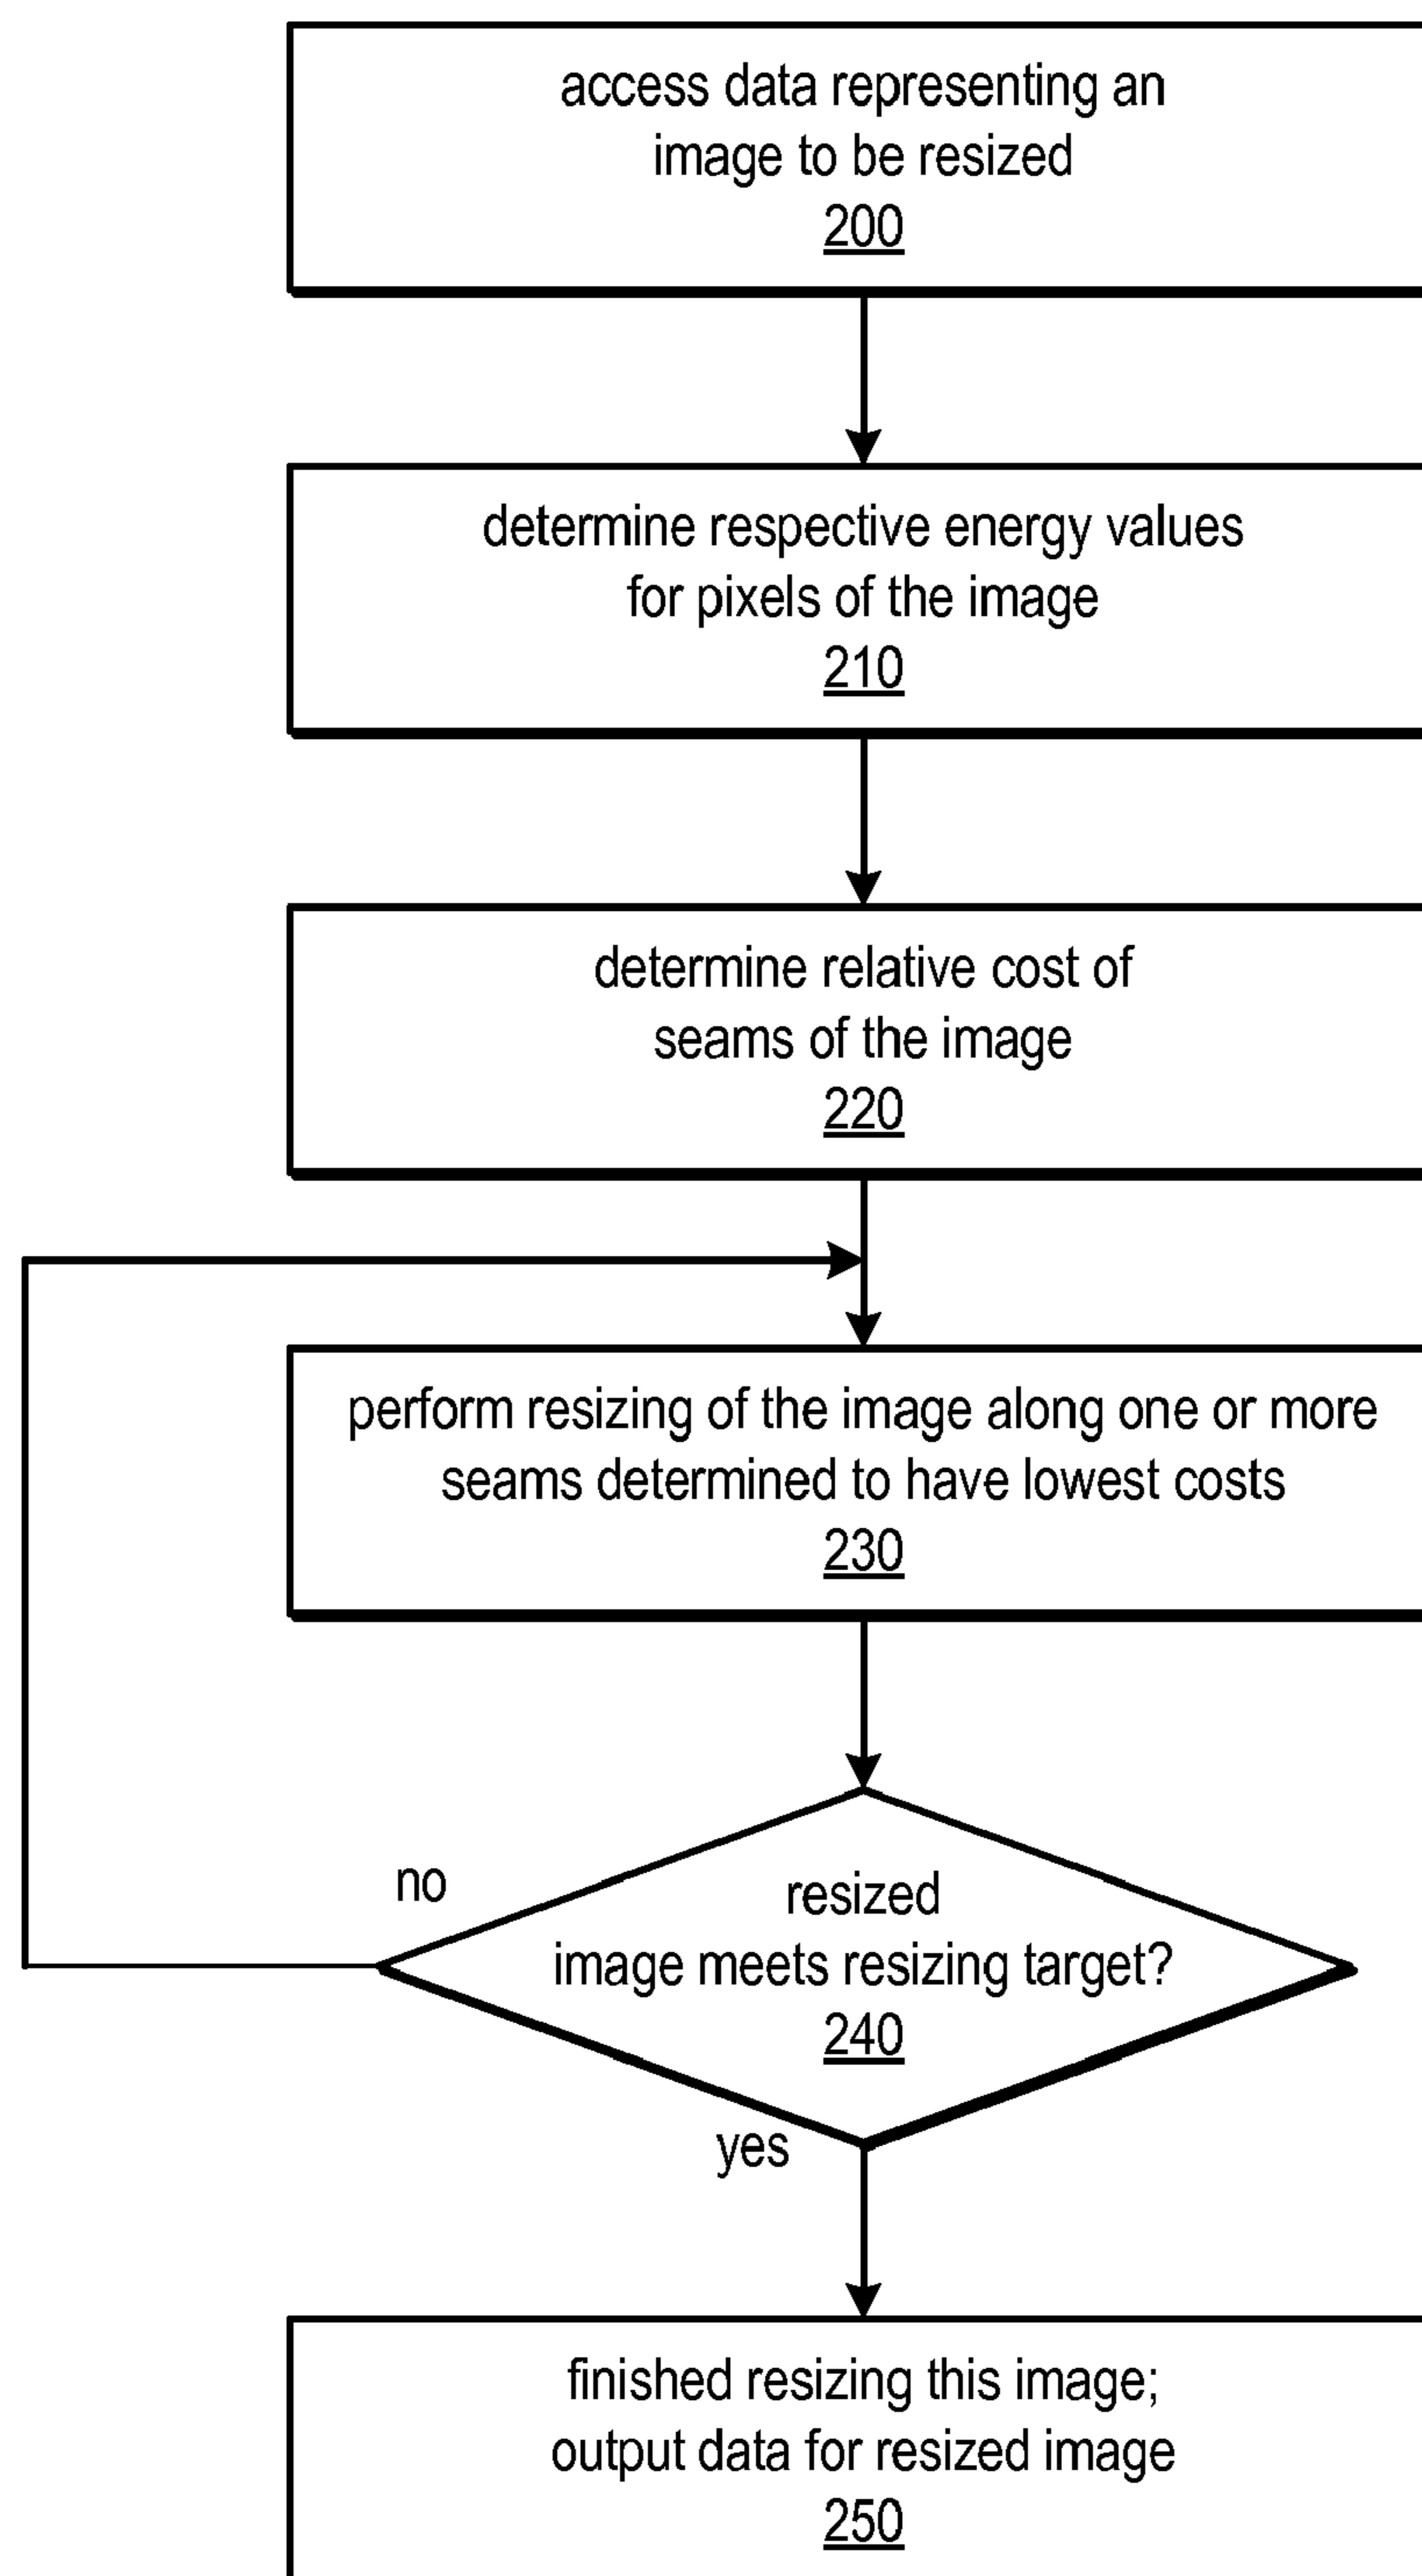 access data representing an
image to be resized
200
determine respective energy values
for pixels of the image
210
determine relative cost of
seams of the image
220
perform resizing of the image along one or more
seams determined to have lowest costs
230
no
resized
image meets resizing target?
240
yes
finished resizing this image;
output data for resized image
250